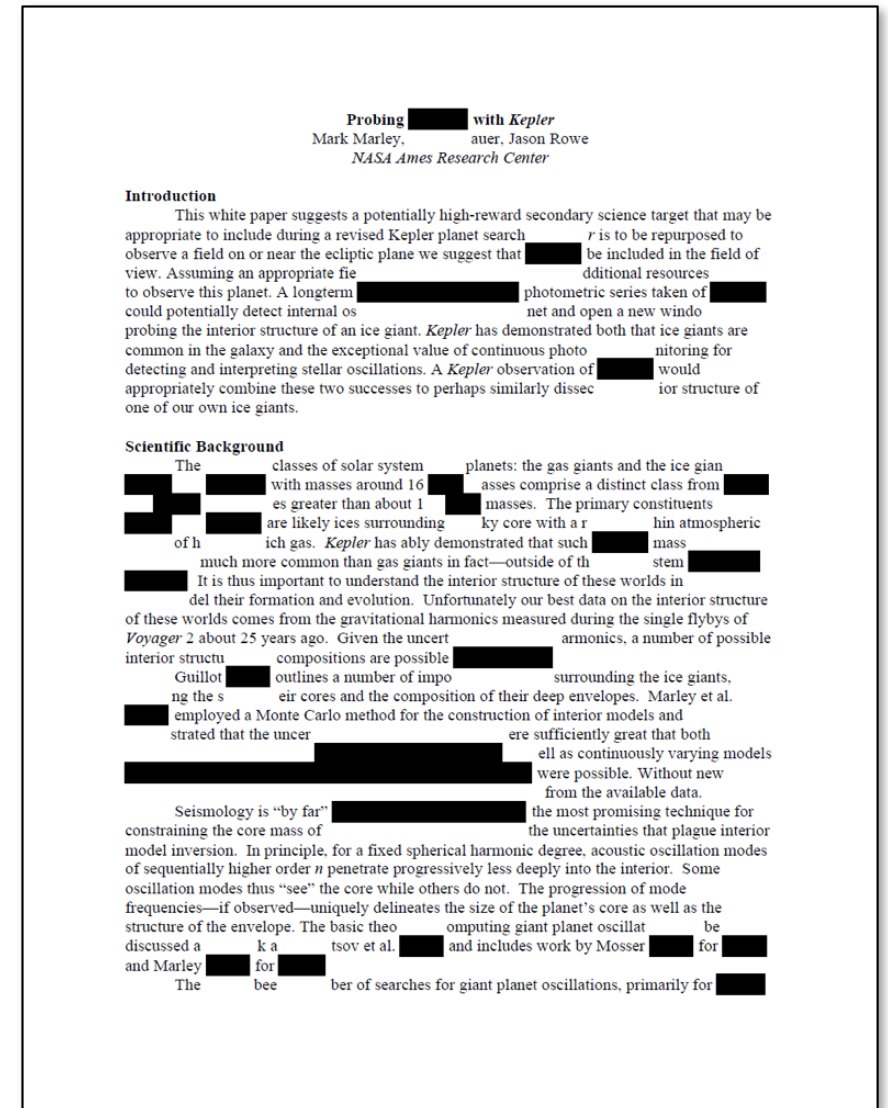 Probing with Kepler
Mark Marley, auer, Jason Rowe
NASA Ames Research Center
Introduction
This white paper suggests a potentially high-reward secondary science target that may be
appropriate to include during a revised Kepler planet search r is to be repurposed to
observe a field on or near the ecliptic plane we suggest that be included in the field of
view. Assuming an appropriate fie dditional resources
to observe this planet. A longterm photometric series taken of
could potentially detect internal os net and open a new windo
probing the interior structure of an ice giant. Kepler has demonstrated both that ice giants are
common in the galaxy and the exceptional value of continuous photo nitoring for
detecting and interpreting stellar oscillations. A Kepler observation of would
appropriately combine these two successes to perhaps similarly dissec ior structure of
one of our own ice giants.
Scientific Background
The classes of solar system planets: the gas giants and the ice gian
with masses around 16 asses comprise a distinct class from
es greater than about 1 masses. The primary constituents
are likely ices surrounding ky core with a r hin atmospheric
of h ich gas. Kepler has ably demonstrated that such mass
much more common than gas giants in fact—outside of th stem
It is thus important to understand the interior structure of these worlds in
del their formation and evolution. Unfortunately our best data on the interior structure
of these worlds comes from the gravitational harmonics measured during the single flybys of
Voyager 2 about 25 years ago. Given the uncert armonics, a number of possible
interior structu compositions are possible
Guillot outlines a number of impo surrounding the ice giants,
ng the s eir cores and the composition of their deep envelopes. Marley et al.
employed a Monte Carlo method for the construction of interior models and
strated that the uncer ere sufficiently great that both
ell as continuously varying models
were possible. Without new
from the available data.
Seismology is “by far” the most promising technique for
constraining the core mass of the uncertainties that plague interior
model inversion. In principle, for a fixed spherical harmonic degree, acoustic oscillation modes
of sequentially higher order n penetrate progressively less deeply into the interior. Some
oscillation modes thus “see” the core while others do not. The progression of mode
frequencies—if observed—uniquely delineates the size of the planet’s core as well as the
structure of the envelope. The basic theo omputing giant planet oscillat be
discussed a k a tsov et al. and includes work by Mosser for
and Marley for
The bee ber of searches for giant planet oscillations, primarily for